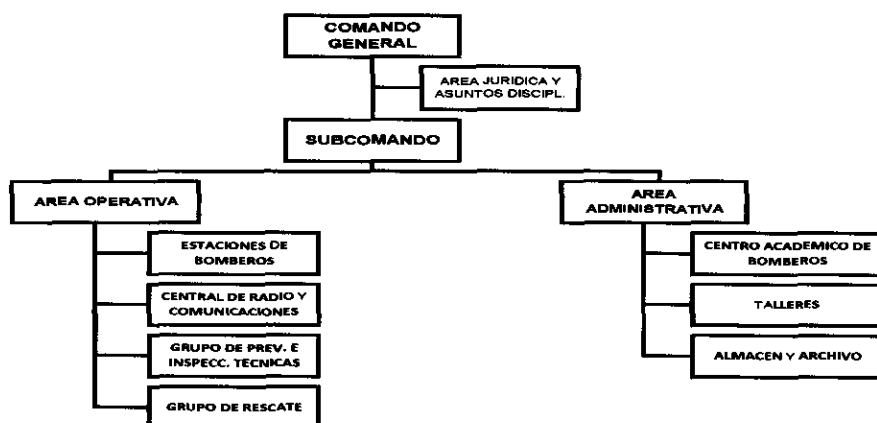 COMANDO
GENERAL
AREA JURIDICA Y
ASUNTOS DISCIPL.
SUBCOMANDO
AREA OPERATIVA
ESTACIONES DE
BOMBEROS
CENTRAL DE RADIO Y
COMUNICACIONES
GRUPO DE PREV. E
INSPECC. TÉCNICAS
GRUPO DE RESCATE
AREA
ADMINISTRATIVA
CENTRO ACADEMICO DE
BOMBEROS
TALLERES
ALMACEN Y ARCHIVO